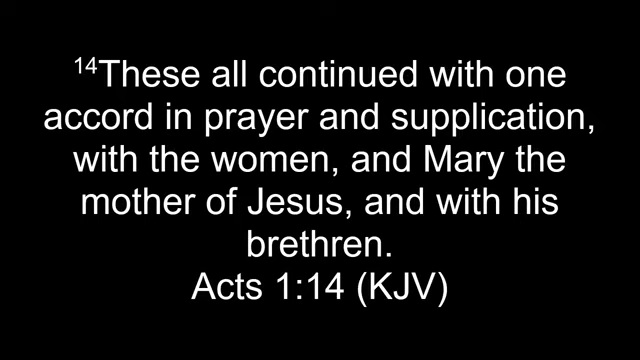 ¹⁴These all continued with one
accord in prayer and supplication,
with the women, and Mary the
mother of Jesus, and with his
brethren.
Acts 1:14 (KJV)